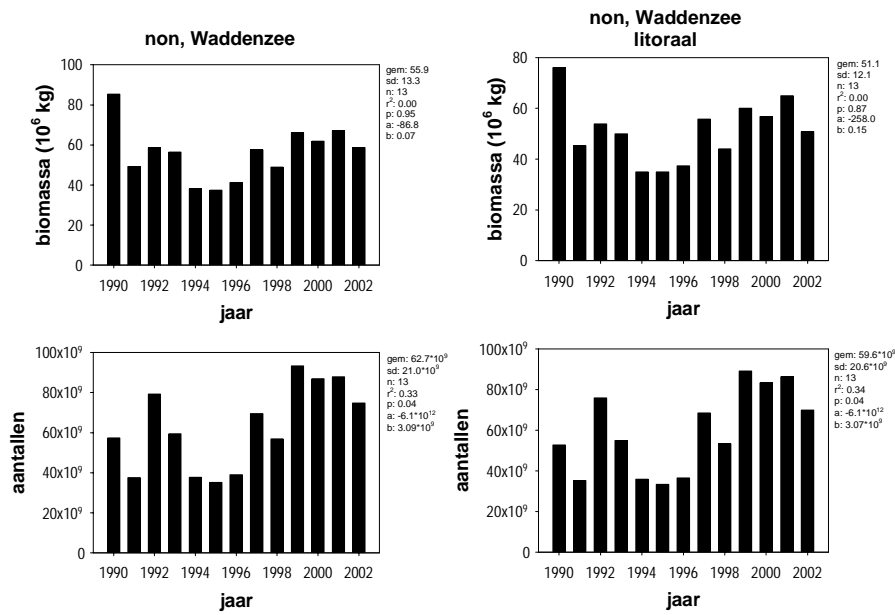 non, Waddenzee
biomassa (10⁶ kg)
100
80
60
40
20
0
1990 1992 1994 1996 1998 2000 2002
jaar
gem: 55.9
sd: 13.3
n: 13
r²: 0.00
p: 0.95
a: -86.8
b: 0.07
non, Waddenzee
litoraal
biomassa (10⁶ kg)
80
60
40
20
0
1990 1992 1994 1996 1998 2000 2002
jaar
gem: 51.1
sd: 12.1
n: 13
r²: 0.00
p: 0.87
a: -258.0
b: 0.15
aantallen
100x10⁹
80x10⁹
60x10⁹
40x10⁹
20x10⁹
0
1990 1992 1994 1996 1998 2000 2002
jaar
gem: 62.7*10⁹
sd: 21.0*10⁹
n: 13
r²: 0.33
p: 0.04
a: -6.1*10¹²
b: 3.09*10⁹
aantallen
100x10⁹
80x10⁹
60x10⁹
40x10⁹
20x10⁹
0
1990 1992 1994 1996 1998 2000 2002
jaar
gem: 59.6*10⁹
sd: 20.6*10⁹
n: 13
r²: 0.34
p: 0.04
a: -6.1*10¹²
b: 3.07*10⁹